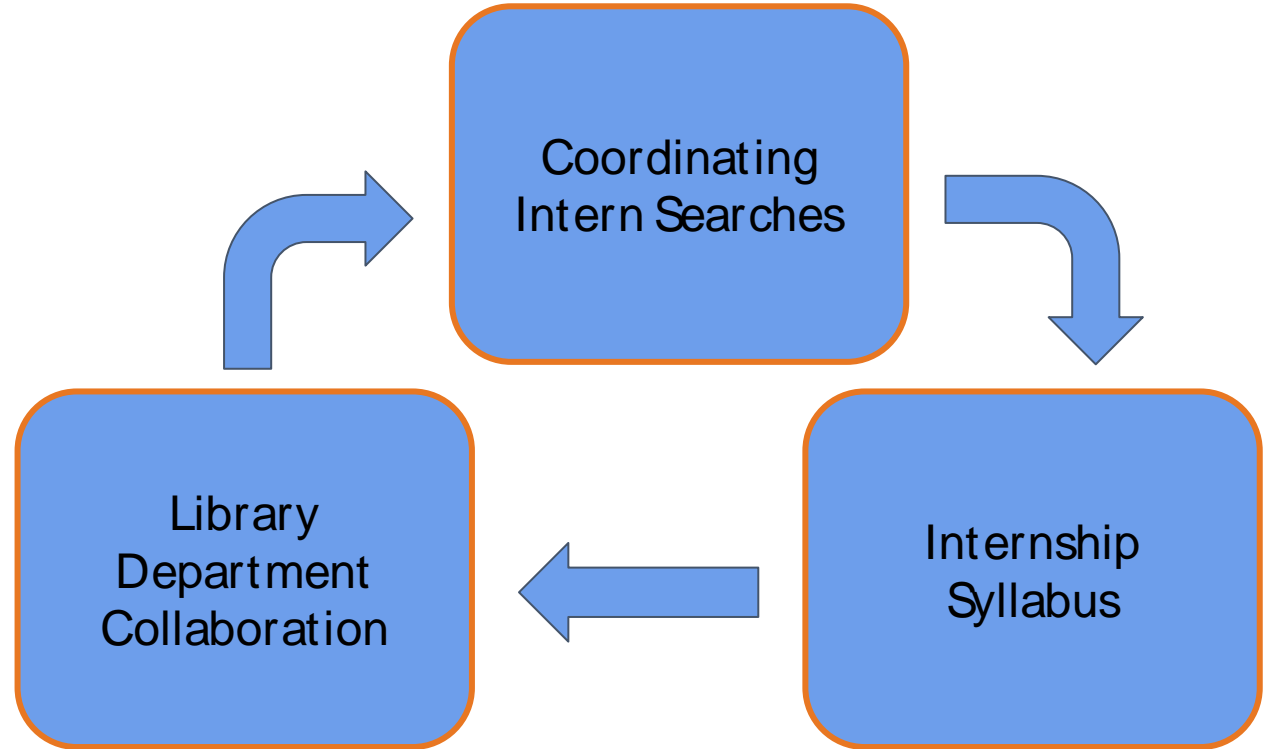 Coordinating
Intern Searches
Internship
Syllabus
Library
Department
Collaboration